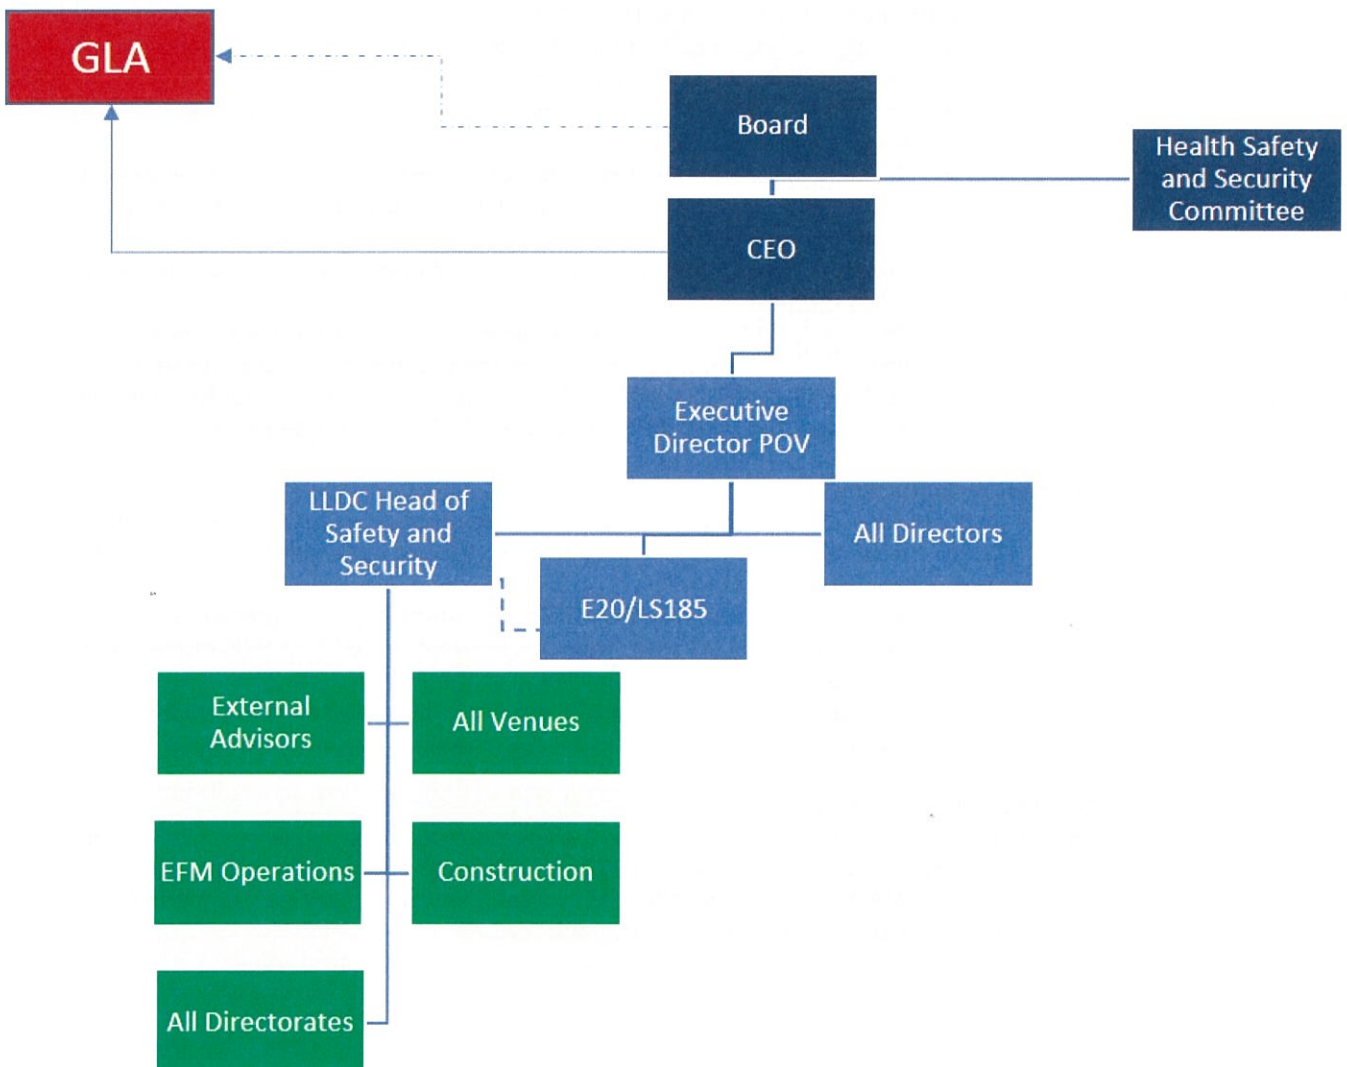 GLA
Board
Health Safety
and Security
Committee
CEO
Executive
Director POV
LLDC Head of
Safety and
Security
All Directors
E20/LS185
External
Advisors
All Venues
EFM Operations
Construction
All Directorates